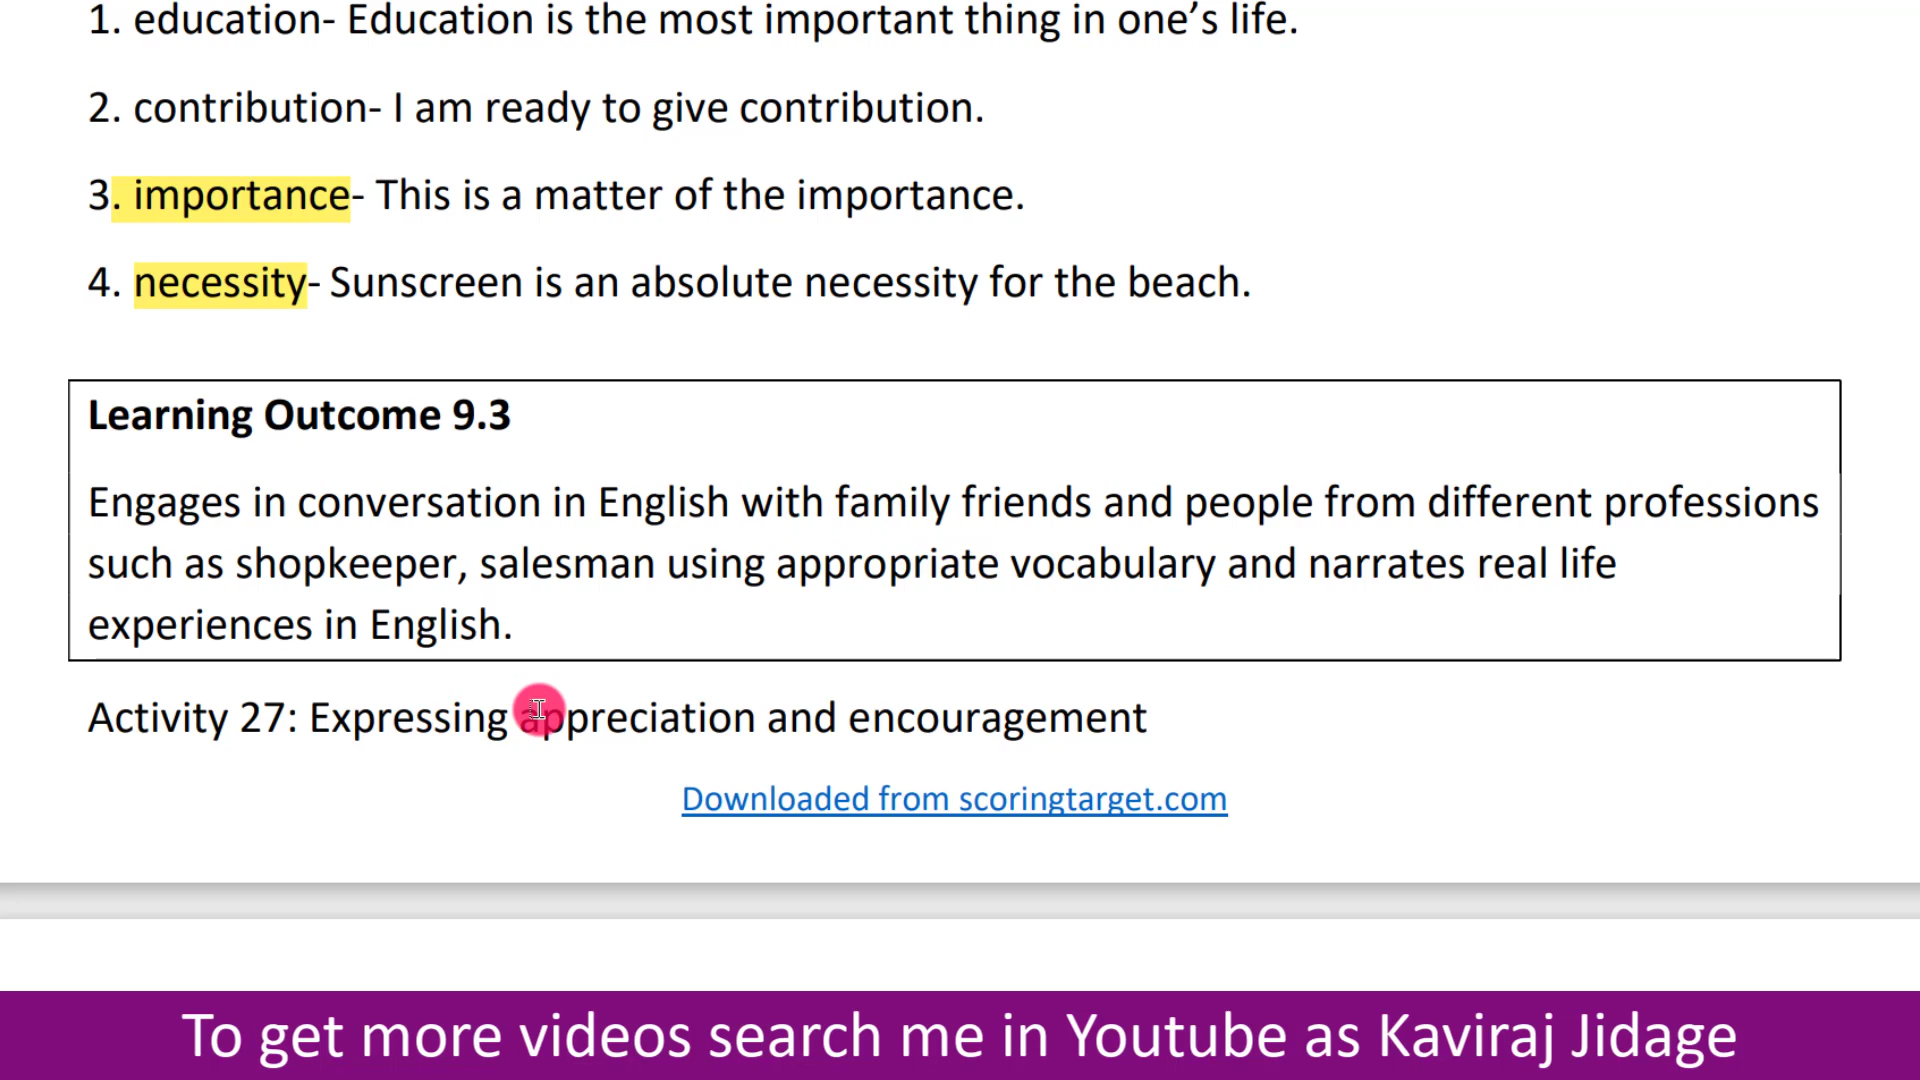 1. education- Education is the most important thing in one’s life.
2. contribution- I am ready to give contribution.
3. importance- This is a matter of the importance.
4. necessity- Sunscreen is an absolute necessity for the beach.
Learning Outcome 9.3
Engages in conversation in English with family friends and people from different professions
such as shopkeeper, salesman using appropriate vocabulary and narrates real life
experiences in English.
Activity 27: Expressing appreciation and encouragement
Downloaded from scoringtarget.com
To get more videos search me in Youtube as Kaviraj Jidage